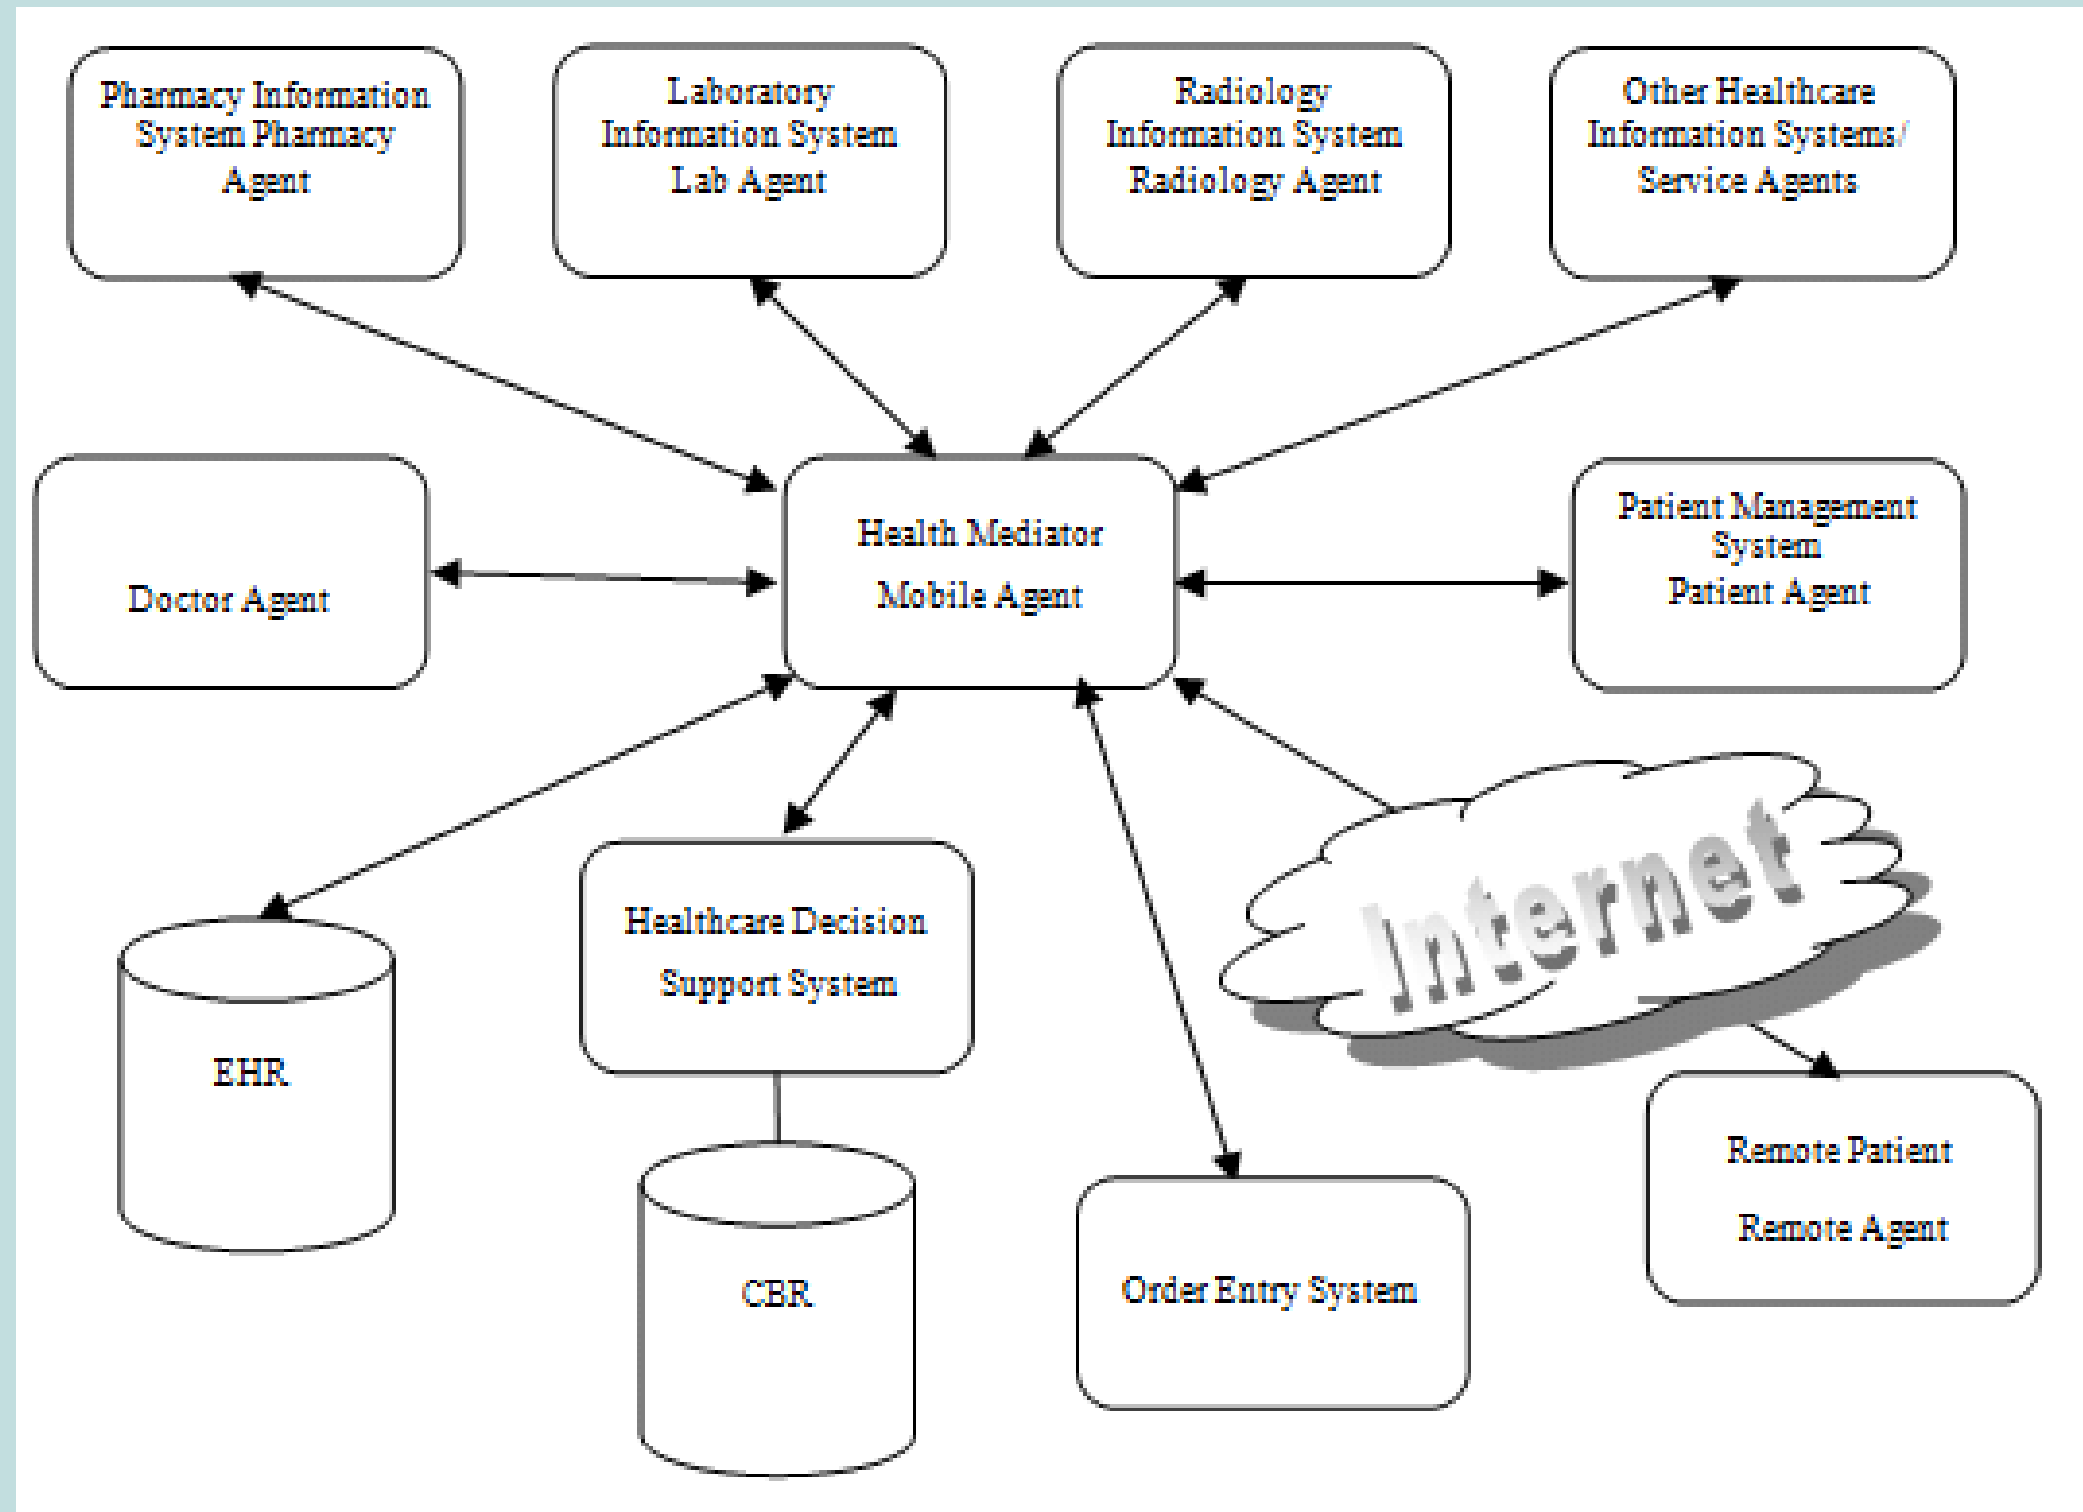 Pharmacy Information
System Pharmacy
Agent
Laboratory
Information System
Lab Agent
Radiology
Information System
Radiology Agent
Other Healthcare
Information Systems/
Service Agents
Doctor Agent
Health Mediator
Mobile Agent
Patient Management
System
Patient Agent
EHR
Healthcare Decision
Support System
CBR
Order Entry System
Internet
Remote Patient
Remote Agent